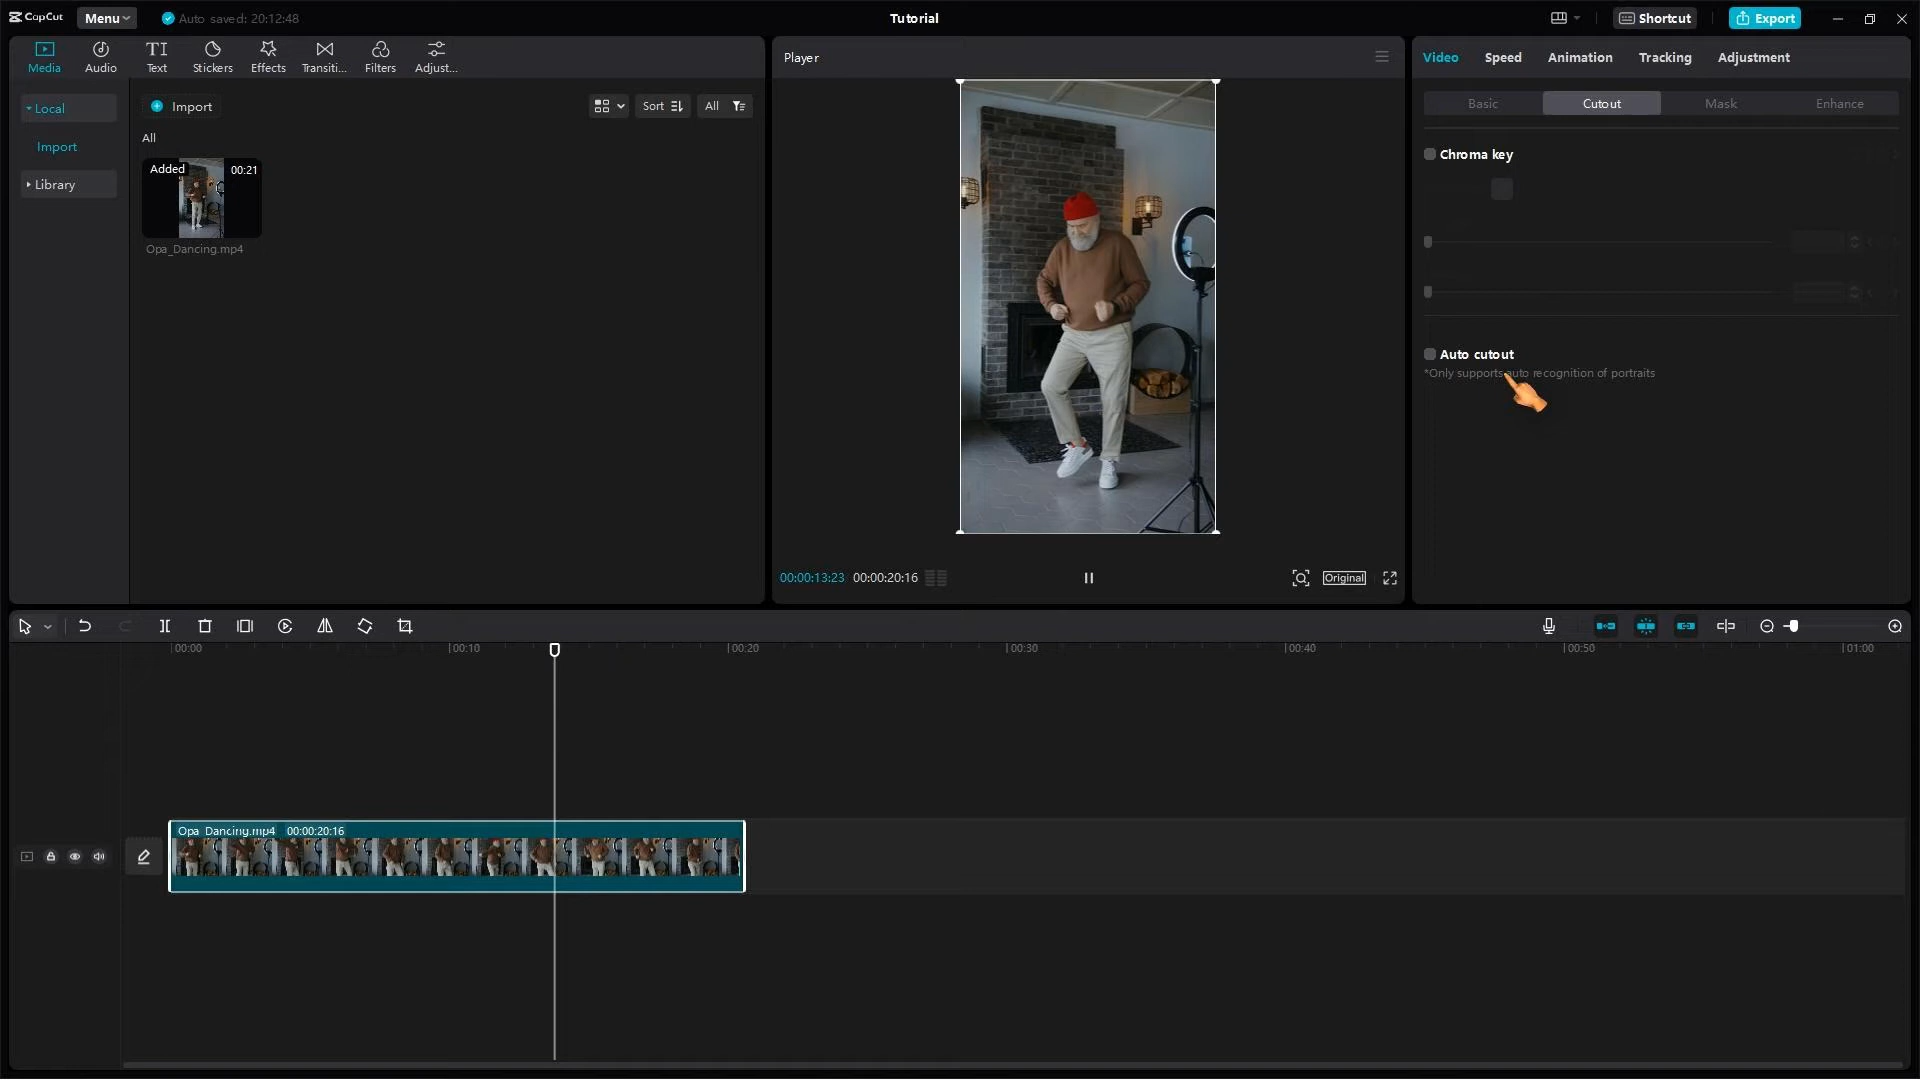 CapCut
Menu
Auto saved: 20:12:48
Tutorial
Shortcut
Export
Media
Audio
Text
Stickers
Effects
Transiti...
Filters
Adjust...
Local
Import
Library
Import
Sort
All
All
Added
00:21
Opa_Dancing.mp4
Player
00:00:13:23
00:00:20:16
Original
Video
Speed
Animation
Tracking
Adjustment
Basic
Cutout
Mask
Enhance
Chroma key
Auto cutout
*Only supports auto recognition of portraits
00:00
00:10
00:20
00:30
00:40
00:50
01:00
Opa_Dancing.mp4 00:00:20:16